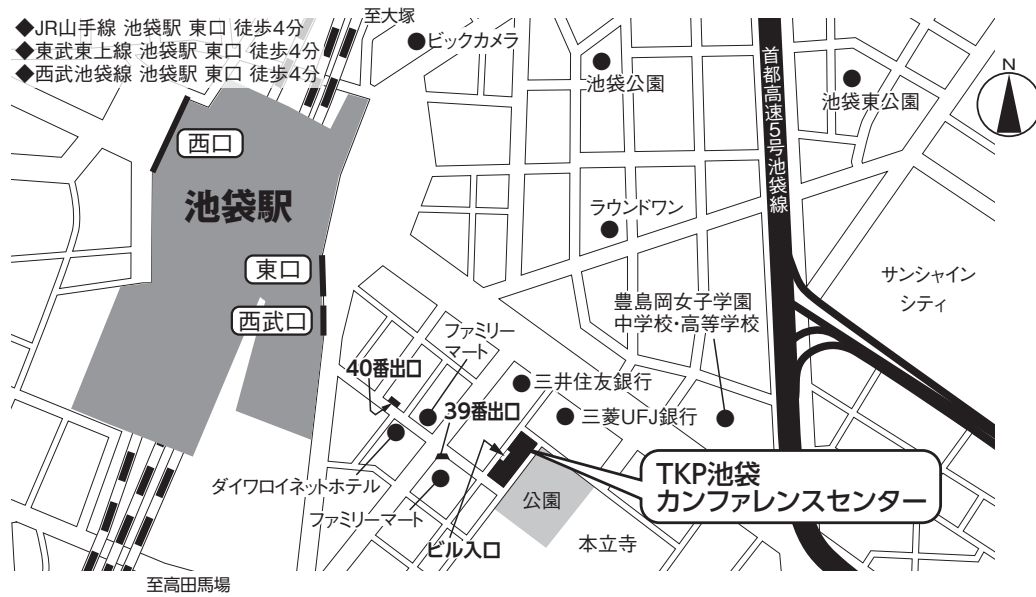 ◆JR山手線 池袋駅 東口 徒歩4分
◆東武東上線 池袋駅 東口 徒歩4分
◆西武池袋線 池袋駅 東口 徒歩4分
至大塚
ビックカメラ
池袋公園
首都高速5号池袋線
池袋東公園
N
西口
池袋駅
ラウンドワン
東口
西武口
サンシャイン
シティ
豊島岡女子学園
中学校・高等学校
ファミリー
マート
40番出口
三井住友銀行
39番出口
三菱UFJ銀行
ダイワロイネットホテル
TKP池袋
カンファレンスセンター
公園
ファミリーマート
ビル入口
本立寺
至高田馬場